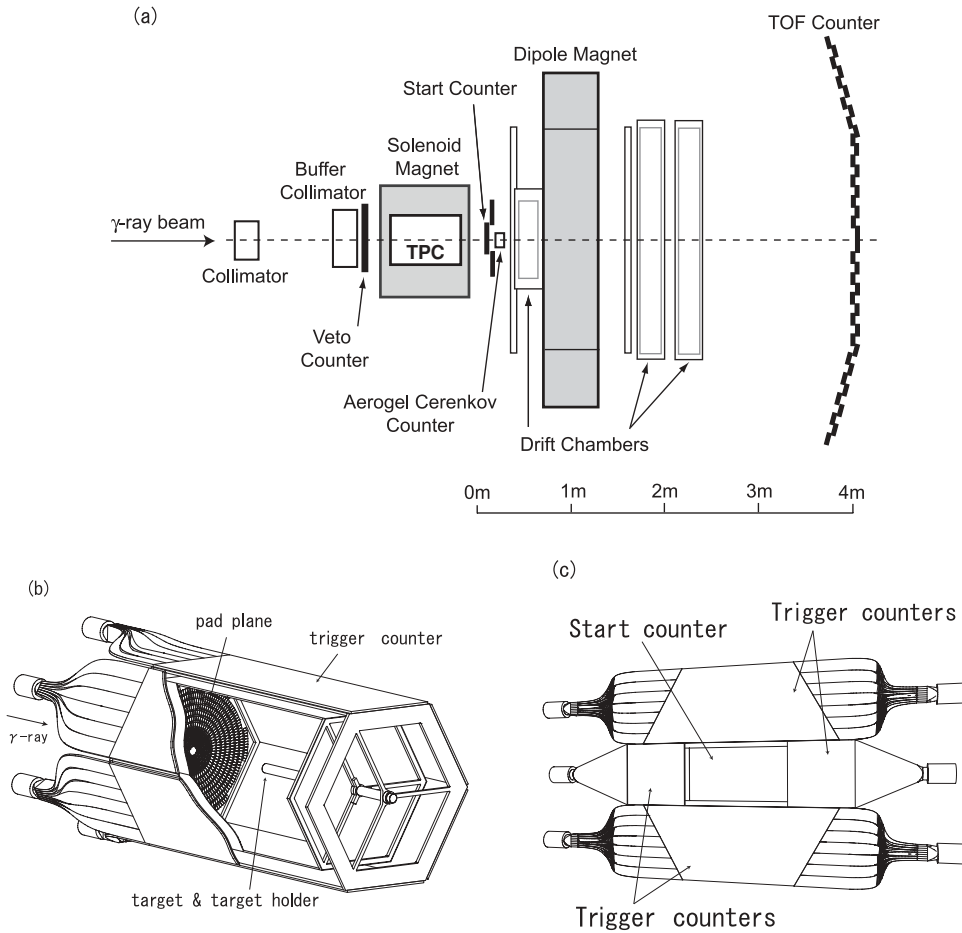 (a)
TOF Counter
Dipole Magnet
Start Counter
Solenoid
Magnet
Buffer
Collimator
γ-ray beam
TPC
Collimator
Veto
Counter
Aerogel Cerenkov
Counter
Drift Chambers
0m 1m 2m 3m 4m
(b)
pad plane
trigger counter
γ-ray
target & target holder
(c)
Start counter
Trigger counters
Trigger counters